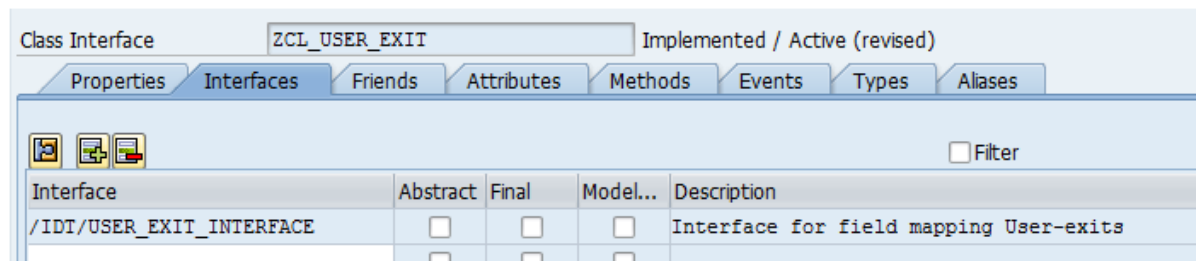 Class Interface ZCL_USER_EXIT Implemented / Active (revised)
Properties Interfaces Friends Attributes Methods Events Types Aliases
Filter
Interface Abstract Final Model... Description
/IDT/USER_EXIT_INTERFACE Interface for field mapping User-exits